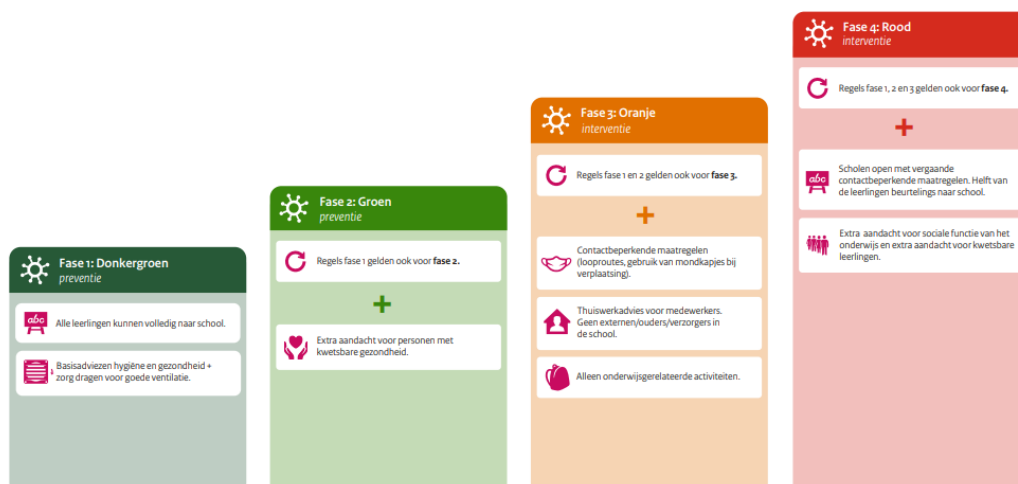 Fase 1: Donkergroen
preventie
abc
Alle leerlingen kunnen volledig naar school.
Basisadviezen hygiëne en gezondheid +
zorg dragen voor goede ventilatie.
Fase 2: Groen
preventie
Regels fase 1 gelden ook voor fase 2.
+
Extra aandacht voor personen met
kwetsbare gezondheid.
Fase 3: Oranje
interventie
Regels fase 1 en 2 gelden ook voor fase 3.
+
Contactbeperkende maatregelen
(looproutes, gebruik van mondkapjes bij
verplaatsing).
Thuiswerkadvies voor medewerkers.
Geen externen/ouders/verzorgers in
de school.
Alleen onderwijsgerelateerde activiteiten.
Fase 4: Rood
interventie
Regels fase 1, 2 en 3 gelden ook voor fase 4.
+
abc
Scholen open met vergaande
contactbeperkende maatregelen. Helft van
de leerlingen beurtelings naar school.
Extra aandacht voor sociale functie van het
onderwijs en extra aandacht voor kwetsbare
leerlingen.